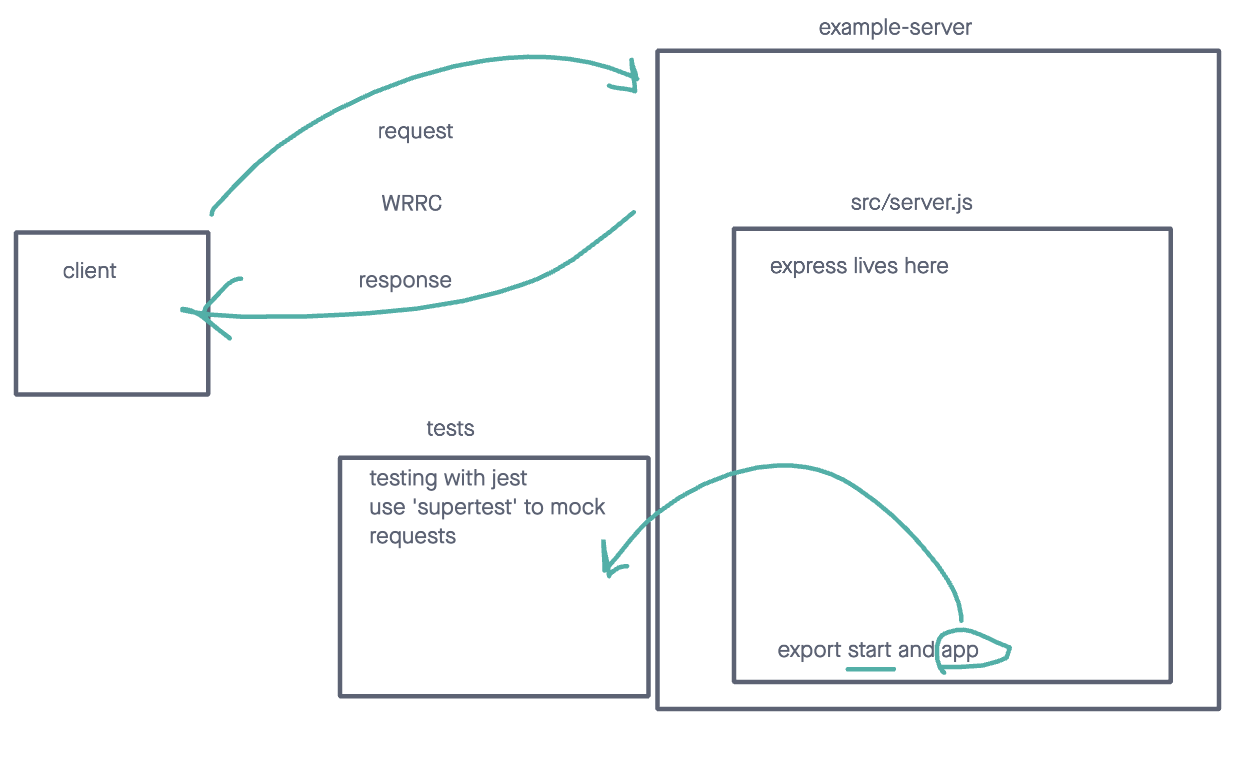 example-server
request
WRRC
src/server.js
client
express lives here
response
tests
testing with jest
use 'supertest' to mock
requests
export start and app